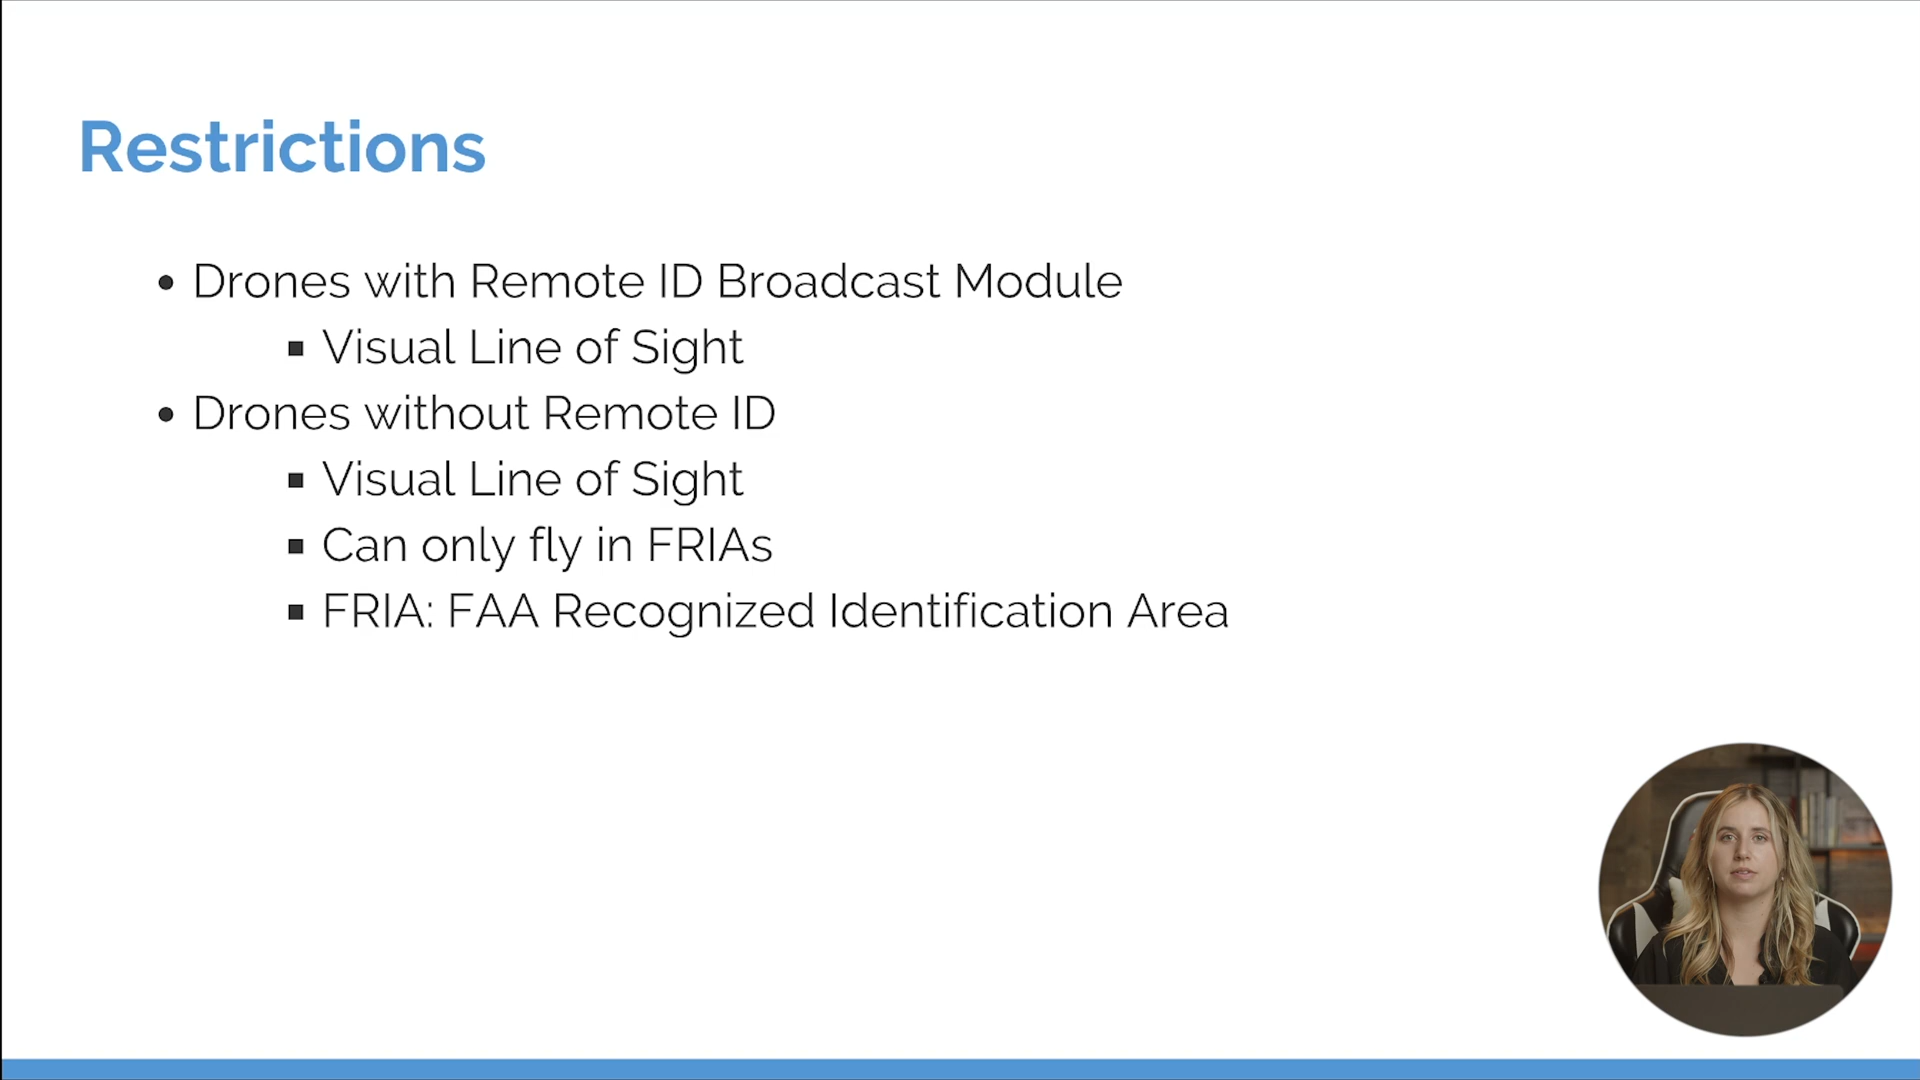 Restrictions
• Drones with Remote ID Broadcast Module
▪ Visual Line of Sight
• Drones without Remote ID
▪ Visual Line of Sight
▪ Can only fly in FRIAs
▪ FRIA: FAA Recognized Identification Area